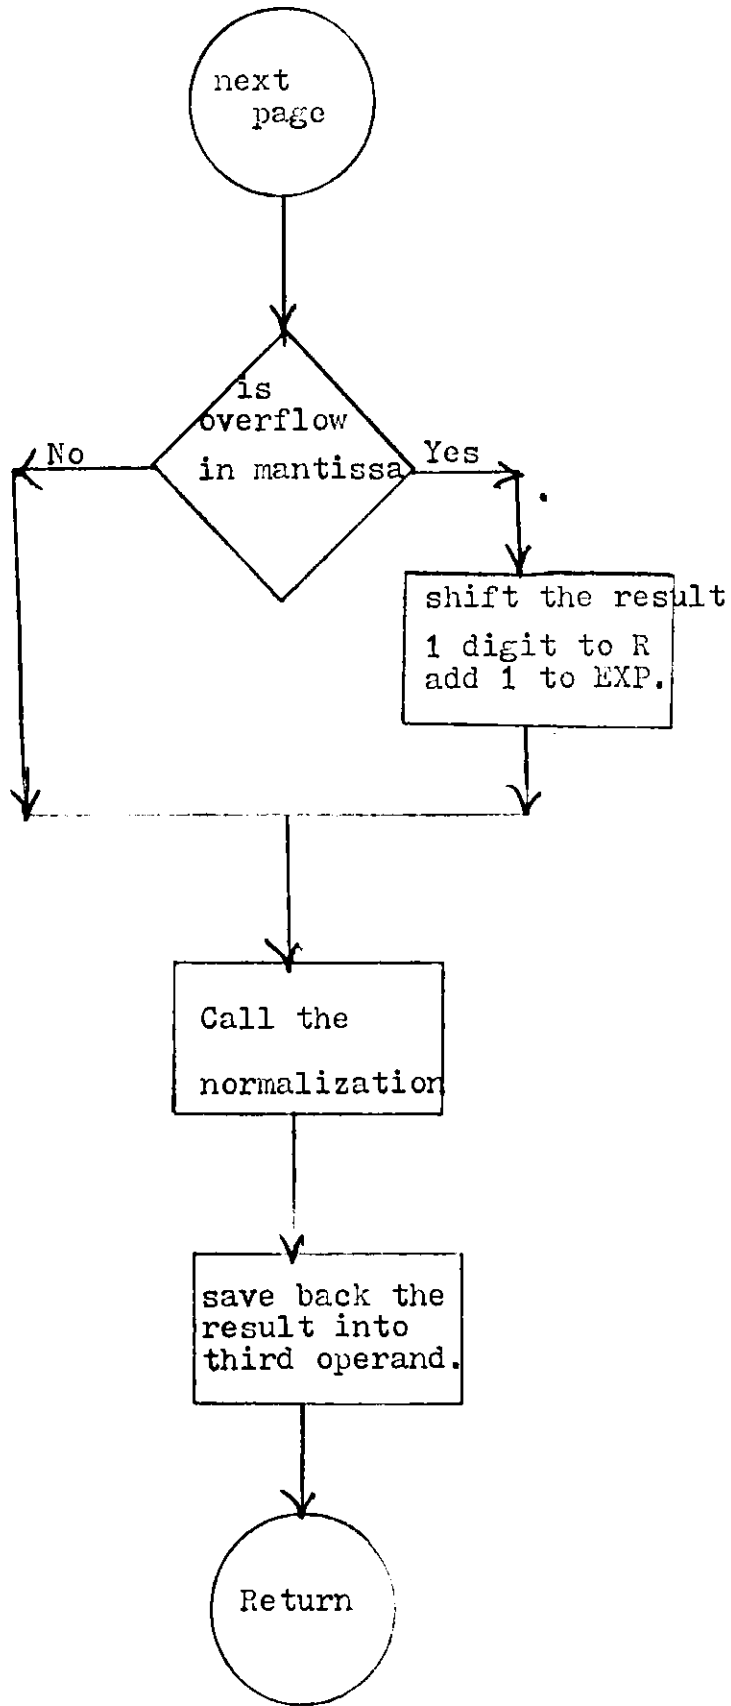 next
page
is
overflow
in mantissa
No
Yes
shift the result
1 digit to R
add 1 to EXP.
Call the
normalization
save back the
result into
third operand.
Return